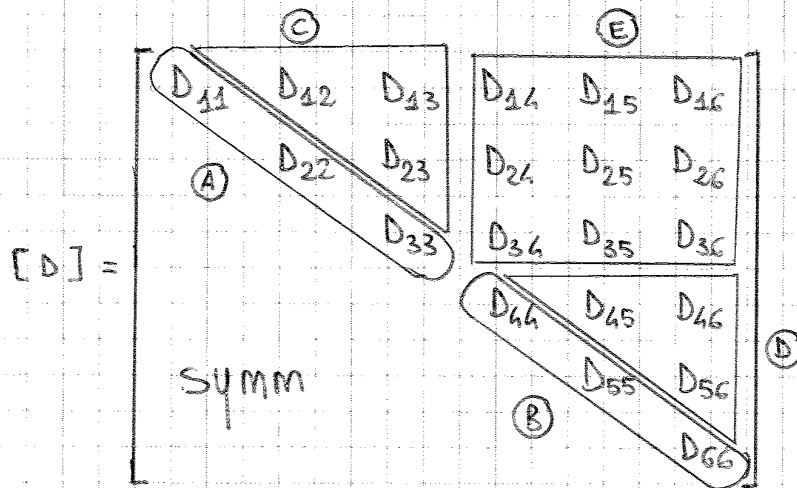 C E
D11 D12 D13 D14 D15 D16
A D22 D23 D24 D25 D26
[D] = D33 D34 D35 D36
D44 D45 D46
symm D55 D56 D
B D66